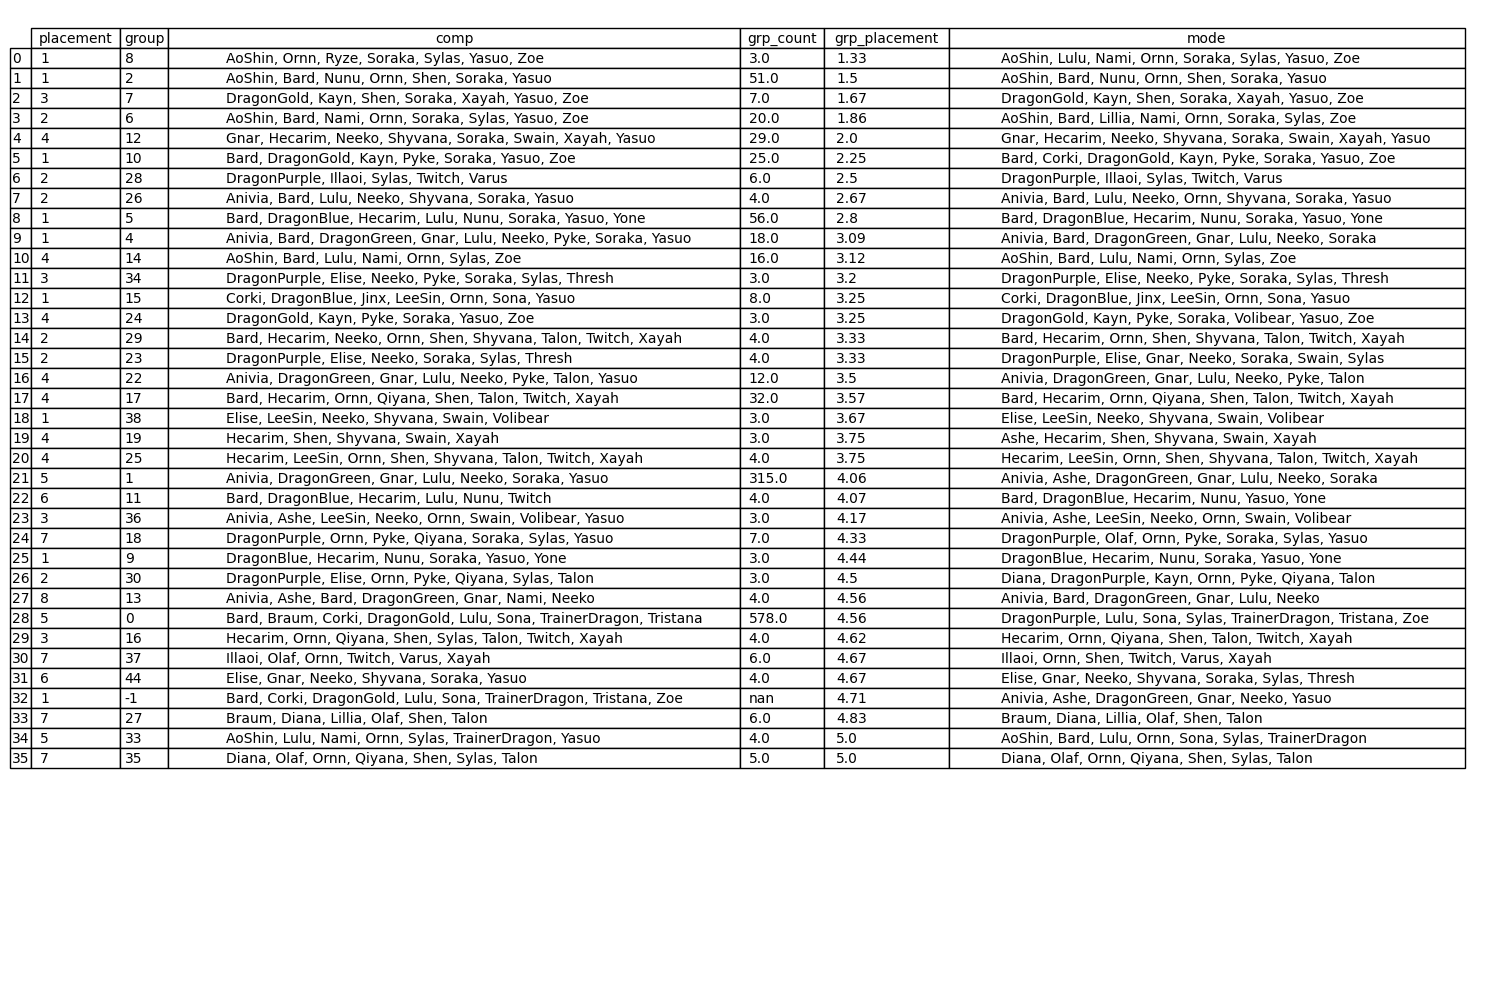 placement group comp grp_count grp_placement mode
0 1 8 AoShin, Ornn, Ryze, Soraka, Sylas, Yasuo, Zoe 3.0 1.33 AoShin, Lulu, Nami, Ornn, Soraka, Sylas, Yasuo, Zoe
1 1 2 AoShin, Bard, Nunu, Ornn, Shen, Soraka, Yasuo 51.0 1.5 AoShin, Bard, Nunu, Ornn, Shen, Soraka, Yasuo
2 3 7 DragonGold, Kayn, Shen, Soraka, Xayah, Yasuo, Zoe 7.0 1.67 DragonGold, Kayn, Shen, Soraka, Xayah, Yasuo, Zoe
3 2 6 AoShin, Bard, Nami, Ornn, Soraka, Sylas, Yasuo, Zoe 20.0 1.86 AoShin, Bard, Lillia, Nami, Ornn, Soraka, Sylas, Zoe
4 4 12 Gnar, Hecarim, Neeko, Shyvana, Soraka, Swain, Xayah, Yasuo 29.0 2.0 Gnar, Hecarim, Neeko, Shyvana, Soraka, Swain, Xayah, Yasuo
5 1 10 Bard, DragonGold, Kayn, Pyke, Soraka, Yasuo, Zoe 25.0 2.25 Bard, Corki, DragonGold, Kayn, Pyke, Soraka, Yasuo, Zoe
6 2 28 DragonPurple, Illaoi, Sylas, Twitch, Varus 6.0 2.5 DragonPurple, Illaoi, Sylas, Twitch, Varus
7 2 26 Anivia, Bard, Lulu, Neeko, Shyvana, Soraka, Yasuo 4.0 2.67 Anivia, Bard, Lulu, Neeko, Ornn, Shyvana, Soraka, Yasuo
8 1 5 Bard, DragonBlue, Hecarim, Lulu, Nunu, Soraka, Yasuo, Yone 56.0 2.8 Bard, DragonBlue, Hecarim, Nunu, Soraka, Yasuo, Yone
9 1 4 Anivia, Bard, DragonGreen, Gnar, Lulu, Neeko, Pyke, Soraka, Yasuo 18.0 3.09 Anivia, Bard, DragonGreen, Gnar, Lulu, Neeko, Soraka
10 4 14 AoShin, Bard, Lulu, Nami, Ornn, Sylas, Zoe 16.0 3.12 AoShin, Bard, Lulu, Nami, Ornn, Sylas, Zoe
11 3 34 DragonPurple, Elise, Neeko, Pyke, Soraka, Sylas, Thresh 3.0 3.2 DragonPurple, Elise, Neeko, Pyke, Soraka, Sylas, Thresh
12 1 15 Corki, DragonBlue, Jinx, LeeSin, Ornn, Sona, Yasuo 8.0 3.25 Corki, DragonBlue, Jinx, LeeSin, Ornn, Sona, Yasuo
13 4 24 DragonGold, Kayn, Pyke, Soraka, Yasuo, Zoe 3.0 3.25 DragonGold, Kayn, Pyke, Soraka, Volibear, Yasuo, Zoe
14 2 29 Bard, Hecarim, Neeko, Ornn, Shen, Shyvana, Talon, Twitch, Xayah 4.0 3.33 Bard, Hecarim, Ornn, Shen, Shyvana, Talon, Twitch, Xayah
15 2 23 DragonPurple, Elise, Neeko, Soraka, Sylas, Thresh 4.0 3.33 DragonPurple, Elise, Gnar, Neeko, Soraka, Swain, Sylas
16 4 22 Anivia, DragonGreen, Gnar, Lulu, Neeko, Pyke, Talon, Yasuo 12.0 3.5 Anivia, DragonGreen, Gnar, Lulu, Neeko, Pyke, Talon
17 4 17 Bard, Hecarim, Ornn, Qiyana, Shen, Talon, Twitch, Xayah 32.0 3.57 Bard, Hecarim, Ornn, Qiyana, Shen, Talon, Twitch, Xayah
18 1 38 Elise, LeeSin, Neeko, Shyvana, Swain, Volibear 3.0 3.67 Elise, LeeSin, Neeko, Shyvana, Swain, Volibear
19 4 19 Hecarim, Shen, Shyvana, Swain, Xayah 3.0 3.75 Ashe, Hecarim, Shen, Shyvana, Swain, Xayah
20 4 25 Hecarim, LeeSin, Ornn, Shen, Shyvana, Talon, Twitch, Xayah 4.0 3.75 Hecarim, LeeSin, Ornn, Shen, Shyvana, Talon, Twitch, Xayah
21 5 1 Anivia, DragonGreen, Gnar, Lulu, Neeko, Soraka, Yasuo 315.0 4.06 Anivia, Ashe, DragonGreen, Gnar, Lulu, Neeko, Soraka
22 6 11 Bard, DragonBlue, Hecarim, Lulu, Nunu, Twitch 4.0 4.07 Bard, DragonBlue, Hecarim, Nunu, Yasuo, Yone
23 3 36 Anivia, Ashe, LeeSin, Neeko, Ornn, Swain, Volibear, Yasuo 3.0 4.17 Anivia, Ashe, LeeSin, Neeko, Ornn, Swain, Volibear
24 7 18 DragonPurple, Ornn, Pyke, Qiyana, Soraka, Sylas, Yasuo 7.0 4.33 DragonPurple, Olaf, Ornn, Pyke, Soraka, Sylas, Yasuo
25 1 9 DragonBlue, Hecarim, Nunu, Soraka, Yasuo, Yone 3.0 4.44 DragonBlue, Hecarim, Nunu, Soraka, Yasuo, Yone
26 2 30 DragonPurple, Elise, Ornn, Pyke, Qiyana, Sylas, Talon 3.0 4.5 Diana, DragonPurple, Kayn, Ornn, Pyke, Qiyana, Talon
27 8 13 Anivia, Ashe, Bard, DragonGreen, Gnar, Nami, Neeko 4.0 4.56 Anivia, Bard, DragonGreen, Gnar, Lulu, Neeko
28 5 0 Bard, Braum, Corki, DragonGold, Lulu, Sona, TrainerDragon, Tristana 578.0 4.56 DragonPurple, Lulu, Sona, Sylas, TrainerDragon, Tristana, Zoe
29 3 16 Hecarim, Ornn, Qiyana, Shen, Sylas, Talon, Twitch, Xayah 4.0 4.62 Hecarim, Ornn, Qiyana, Shen, Talon, Twitch, Xayah
30 7 37 Illaoi, Olaf, Ornn, Twitch, Varus, Xayah 6.0 4.67 Illaoi, Ornn, Shen, Twitch, Varus, Xayah
31 6 44 Elise, Gnar, Neeko, Shyvana, Soraka, Yasuo 4.0 4.67 Elise, Gnar, Neeko, Shyvana, Soraka, Sylas, Thresh
32 1 -1 Bard, Corki, DragonGold, Lulu, Sona, TrainerDragon, Tristana, Zoe nan 4.71 Anivia, Ashe, DragonGreen, Gnar, Neeko, Yasuo
33 7 27 Braum, Diana, Lillia, Olaf, Shen, Talon 6.0 4.83 Braum, Diana, Lillia, Olaf, Shen, Talon
34 5 33 AoShin, Lulu, Nami, Ornn, Sylas, TrainerDragon, Yasuo 4.0 5.0 AoShin, Bard, Lulu, Ornn, Sona, Sylas, TrainerDragon
35 7 35 Diana, Olaf, Ornn, Qiyana, Shen, Sylas, Talon 5.0 5.0 Diana, Olaf, Ornn, Qiyana, Shen, Sylas, Talon